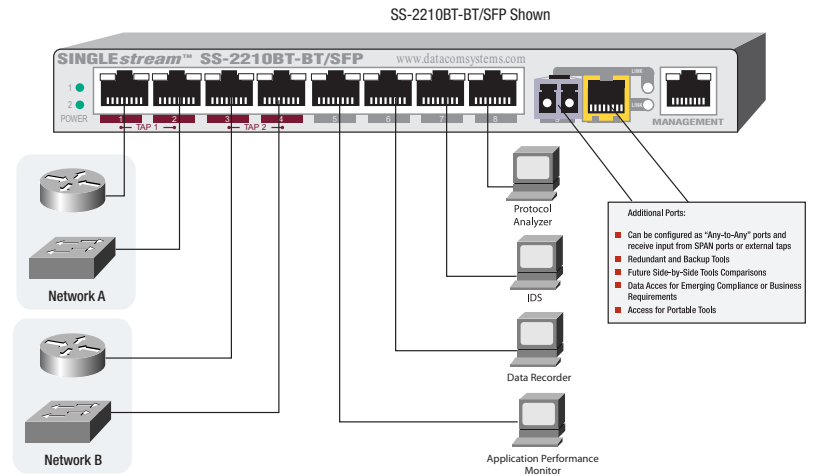 SS-2210BT-BT/SFP Shown
SINGLEstream™ SS-2210BT-BT/SFP
www.datacomsystems.com
LINK
LINK
1
2
POWER
1 2 3 4 5 6 7 8 9
TAP 1
TAP 2
MANAGEMENT
Network A
Network B
Protocol
Analyzer
IDS
Data Recorder
Application Performance
Monitor
Additional Ports:
Can be configured as “Any-to-Any” ports and
receive input from SPAN ports or external taps
Redundant and Backup Tools
Future Side-by-Side Tools Comparisons
Data Acces for Emerging Compliance or Business
Requirements
Access for Portable Tools